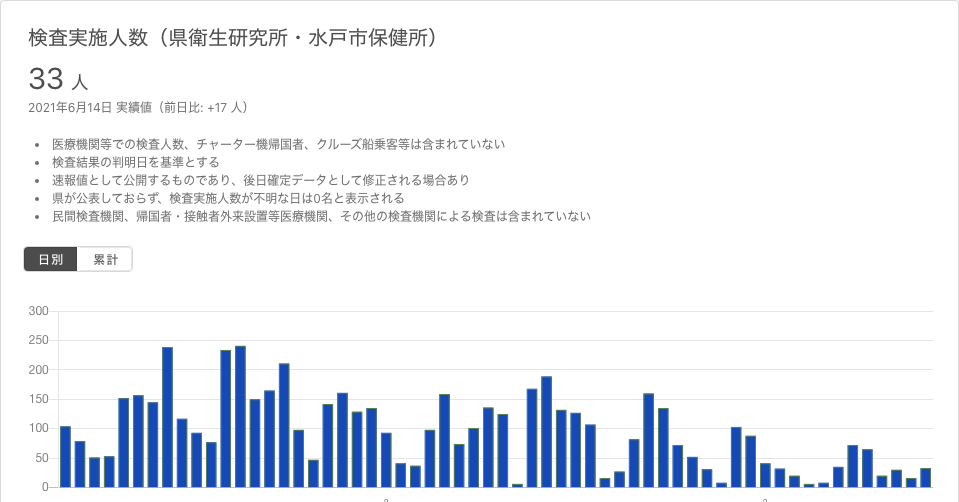 検査実施人数（県衛生研究所・水戸市保健所）
33 人
2021年6月14日 実績値（前日比: +17 人）
医療機関等での検査人数、チャーター機帰国者、クルーズ船乗客等は含まれていない
検査結果の判明日を基準とする
速報値として公開するものであり、後日確定データとして修正される場合あり
県が公表しておらず、検査実施人数が不明な日は0名と表示される
民間検査機関、帰国者・接触者外来設置等医療機関、その他の検査機関による検査は含まれていない
日別 累計
300
250
200
150
100
50
0